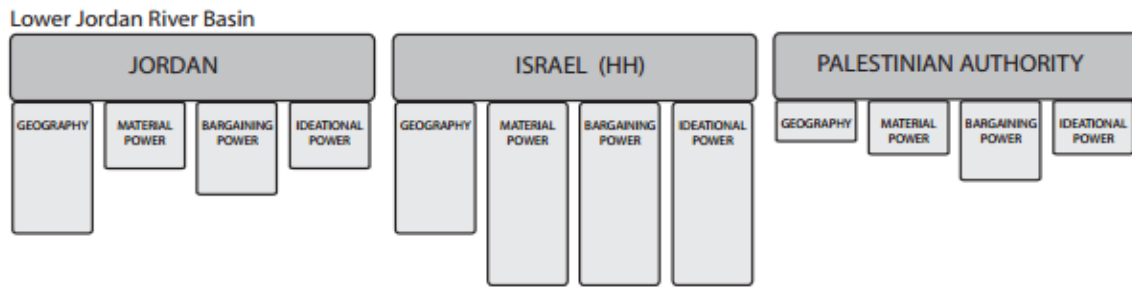 Lower Jordan River Basin
JORDAN
GEOGRAPHY
MATERIAL
POWER
BARGAINING
POWER
IDEATIONAL
POWER
ISRAEL (HH)
GEOGRAPHY
MATERIAL
POWER
BARGAINING
POWER
IDEATIONAL
POWER
PALESTINIAN AUTHORITY
GEOGRAPHY
MATERIAL
POWER
BARGAINING
POWER
IDEATIONAL
POWER